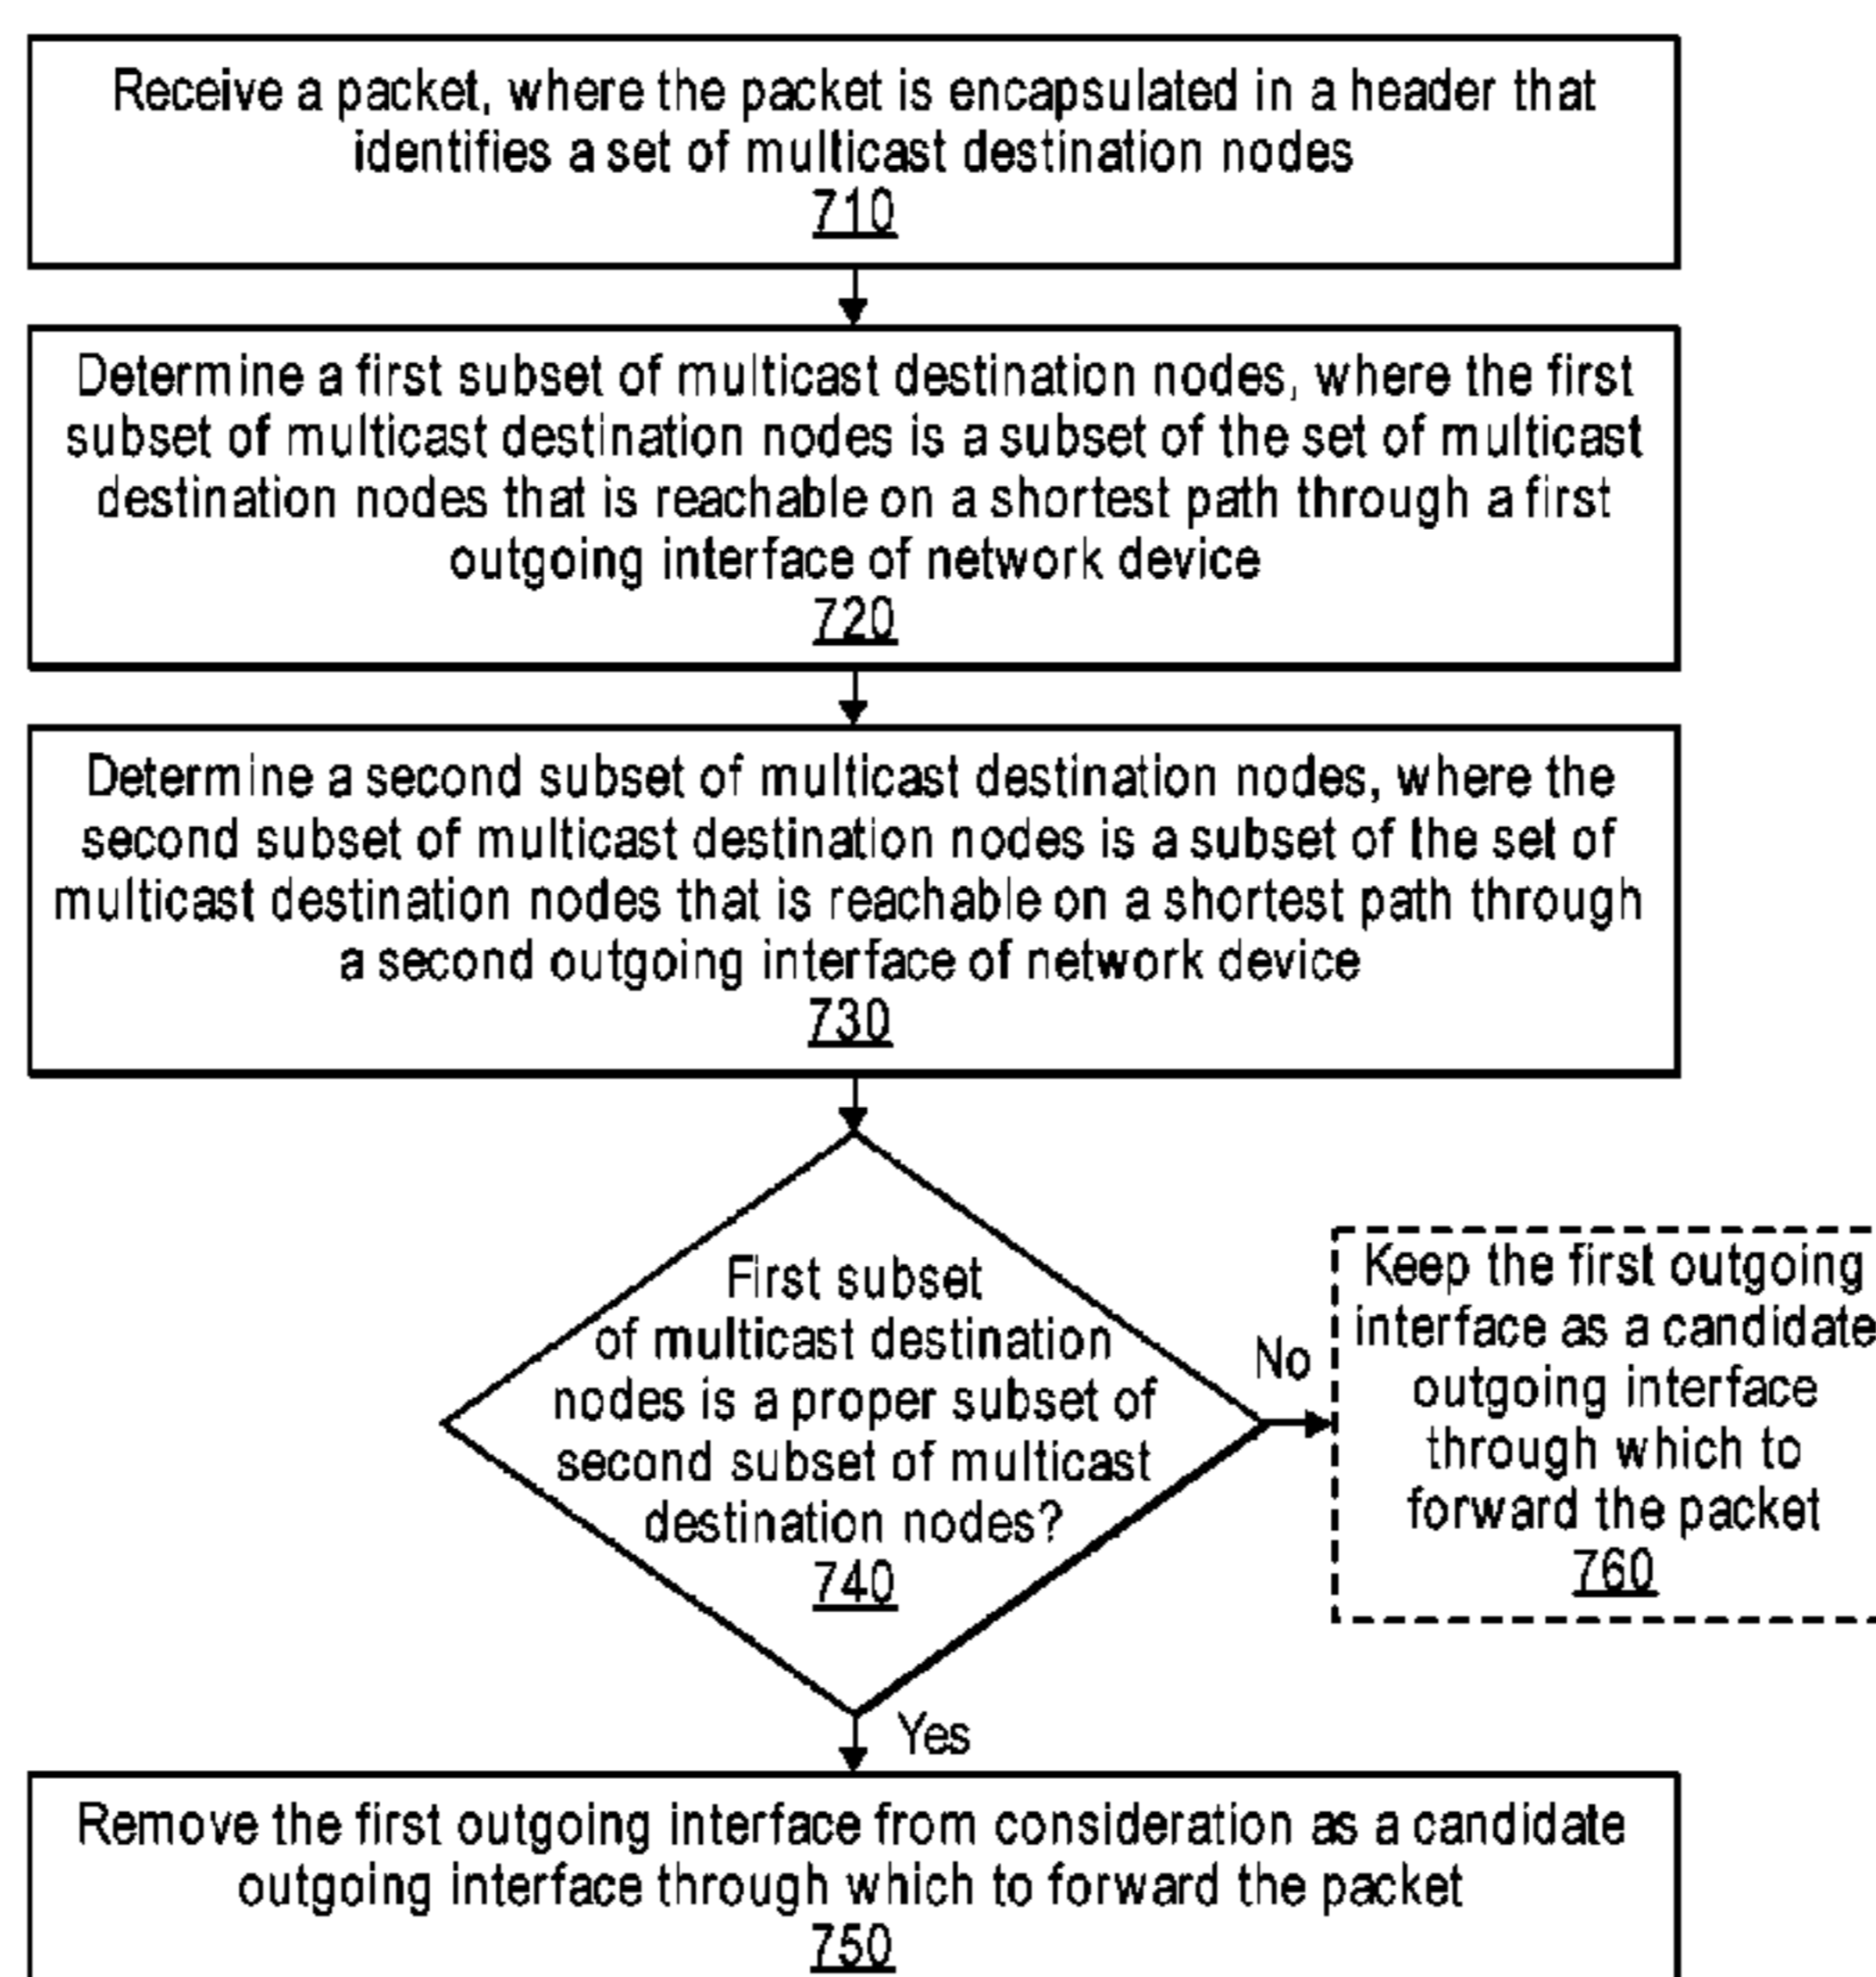 Receive a packet, where the packet is encapsulated in a header that
identifies a set of multicast destination nodes
710
Determine a first subset of multicast destination nodes, where the first
subset of multicast destination nodes is a subset of the set of multicast
destination nodes that is reachable on a shortest path through a first
outgoing interface of network device
720
Determine a second subset of multicast destination nodes, where the
second subset of multicast destination nodes is a subset of the set of
multicast destination nodes that is reachable on a shortest path through
a second outgoing interface of network device
730
First subset
of multicast destination
nodes is a proper subset of
second subset of multicast
destination nodes?
740
No
Keep the first outgoing
interface as a candidate
outgoing interface
through which to
forward the packet
760
Yes
Remove the first outgoing interface from consideration as a candidate
outgoing interface through which to forward the packet
750